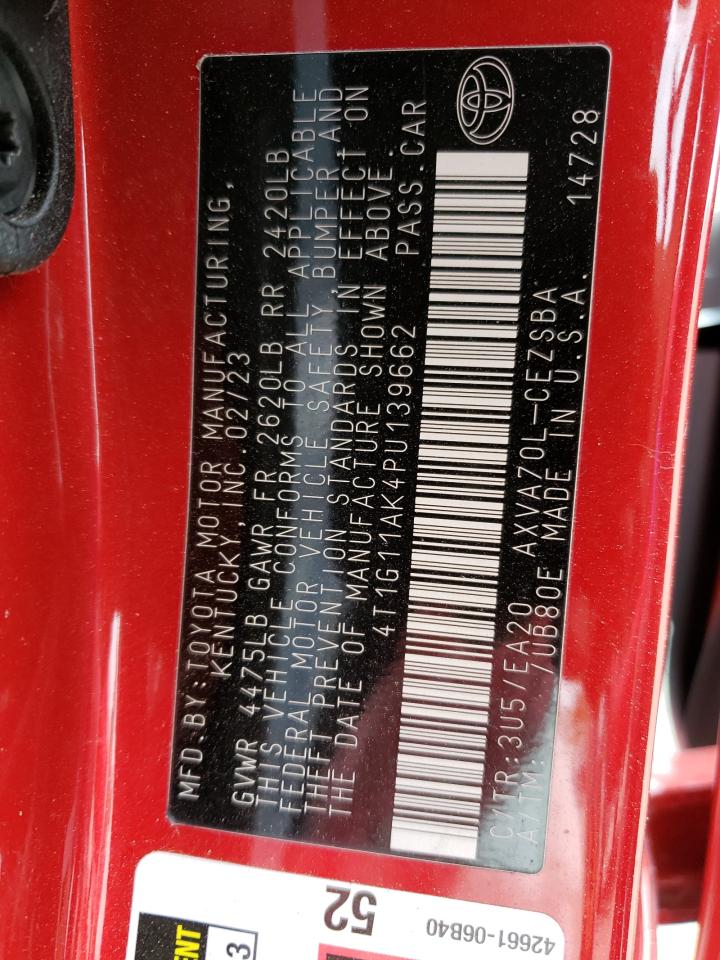 MFD.BY:TOYOTA MOTOR MANUFACTURING,
KENTUCKY,INC.02/23
GVWR 4475LB GAWR FR 2620LB RR 2420LB
THIS VEHICLE CONFORMS TO ALL APPLICABLE
FEDERAL MOTOR VEHICLE SAFETY, BUMPER,AND
THEFT PREVENTION STANDARDS IN EFFECT ON
THE DATE OF MANUFACTURE SHOWN ABOVE.
4T1G11AK4PU139662 PASS.CAR
C/TR:3U5/EA20 AXVA70L-CEZSBA
A/TM: /UB80E MADE IN U.S.A. 14728
52
42661-06B40
ENT
3